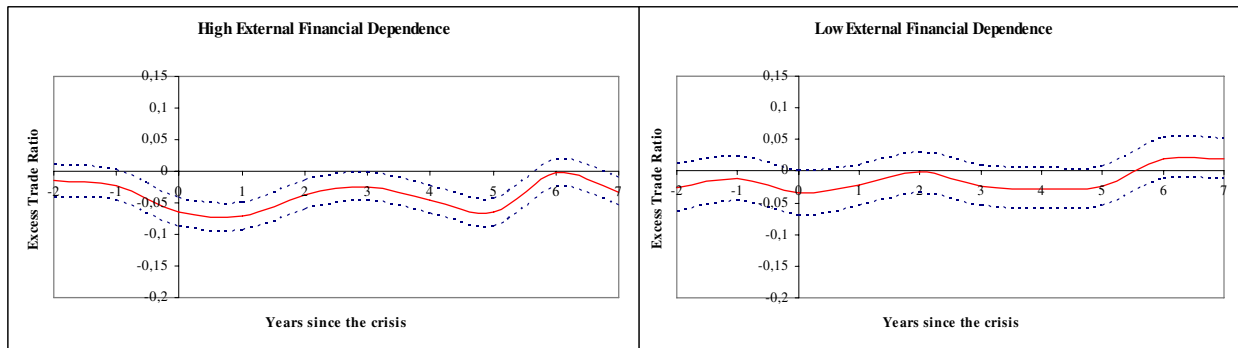 High External Financial Dependence
0,15
0,1
0,05
0
-2 -1 0 1 2 3 4 5 6 7
-0,05
-0,1
-0,15
-0,2
Excess Trade Ratio
Years since the crisis
Low External Financial Dependence
0,15
0,1
0,05
0
-2 -1 0 1 2 3 4 5 6 7
-0,05
-0,1
-0,15
-0,2
Excess Trade Ratio
Years since the crisis